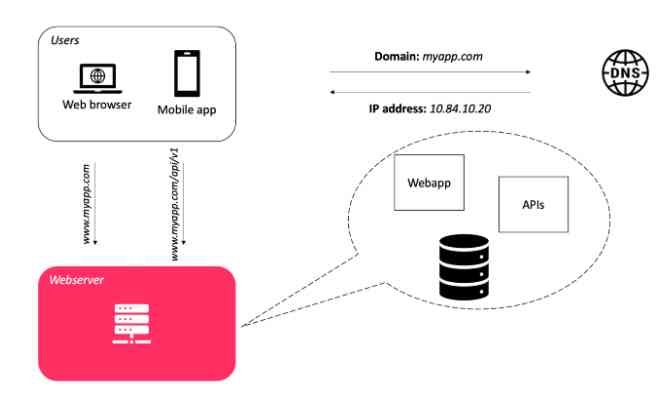 Users
Web browser
Mobile app
Domain: myapp.com
IP address: 10.84.10.20
DNS
www.myapp.com
www.myapp.com/api/v1
Webapp
APIs
Webserver